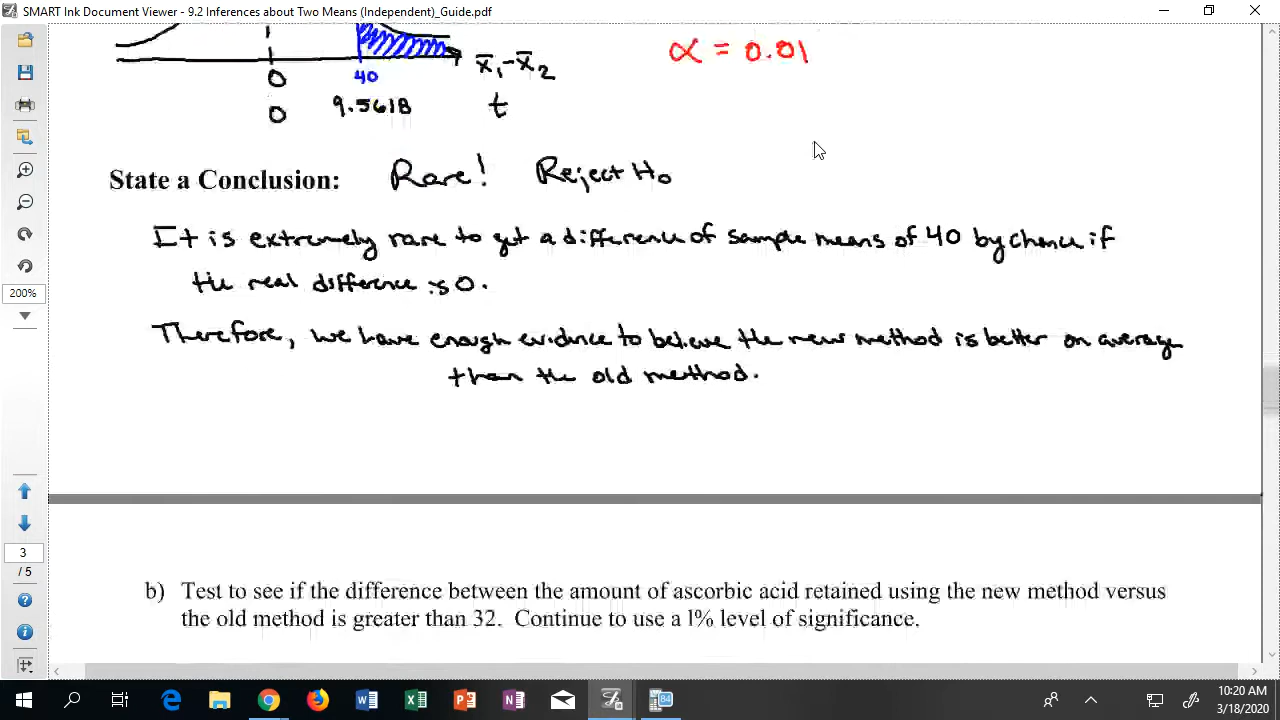 SMART Ink Document Viewer - 9.2 Inferences about Two Means (Independent)_Guide.pdf
α = 0.01
x̄₁-x̄₂
0
40
0
9.5618
t
State a Conclusion: Rare! Reject H₀
It is extremely rare to get a difference of sample means of 40 by chance if
the real difference is 0.
Therefore, we have enough evidence to believe the new method is better on average
than the old method.
200%
3
/ 5
b) Test to see if the difference between the amount of ascorbic acid retained using the new method versus
the old method is greater than 32. Continue to use a 1% level of significance.
84
10:20 AM
3/18/2020